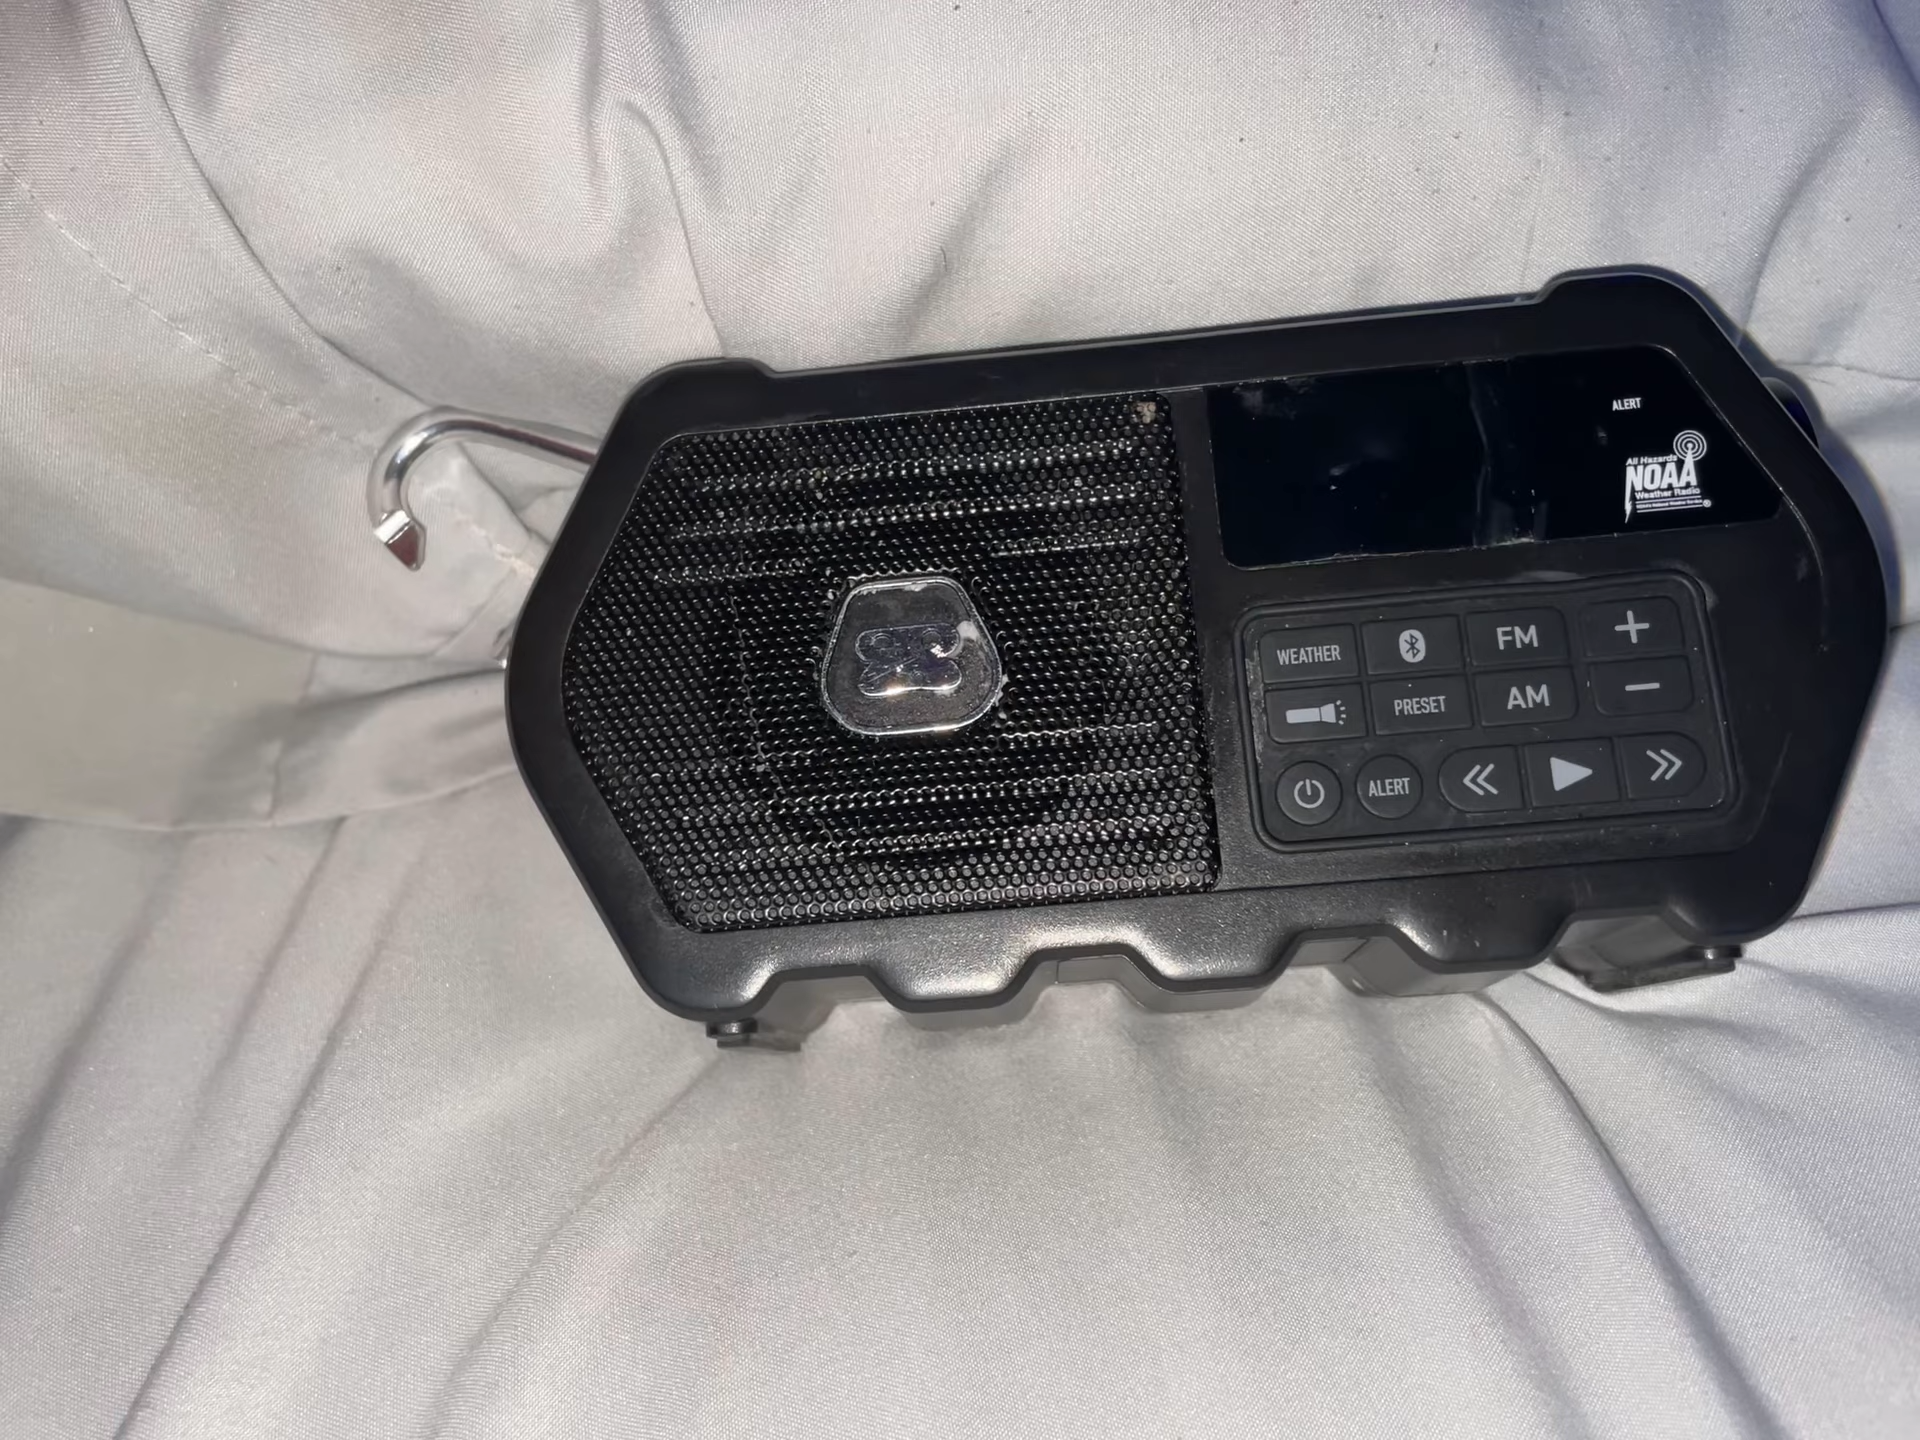 ALERT
All Hazards
NOAA
Weather Radio
WEATHER FM +
PRESET AM -
ALERT